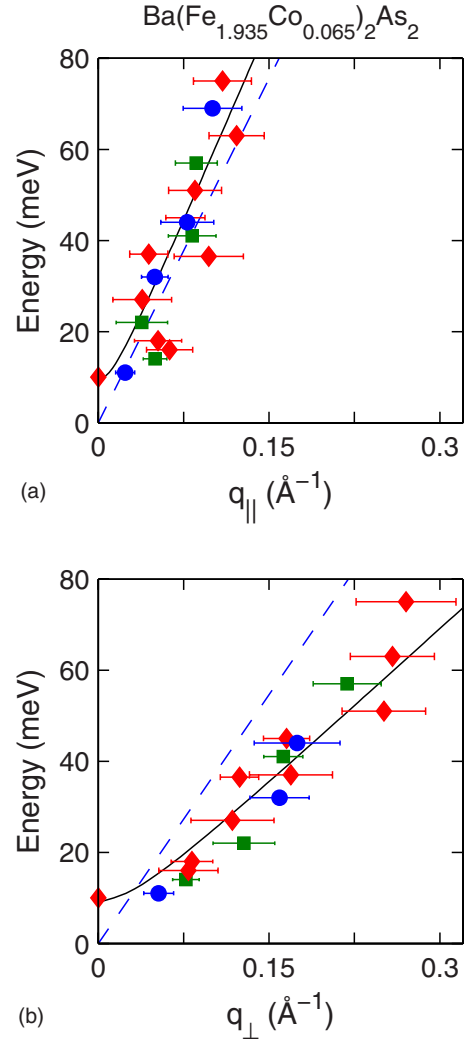 Ba(Fe₁.₉₃₅Co₀.₀₆₅)₂As₂
80
60
40
20
0
Energy (meV)
0
0.15
0.3
(a)
q∥ (Å⁻¹)
80
60
40
20
0
Energy (meV)
0
0.15
0.3
(b)
q⊥ (Å⁻¹)